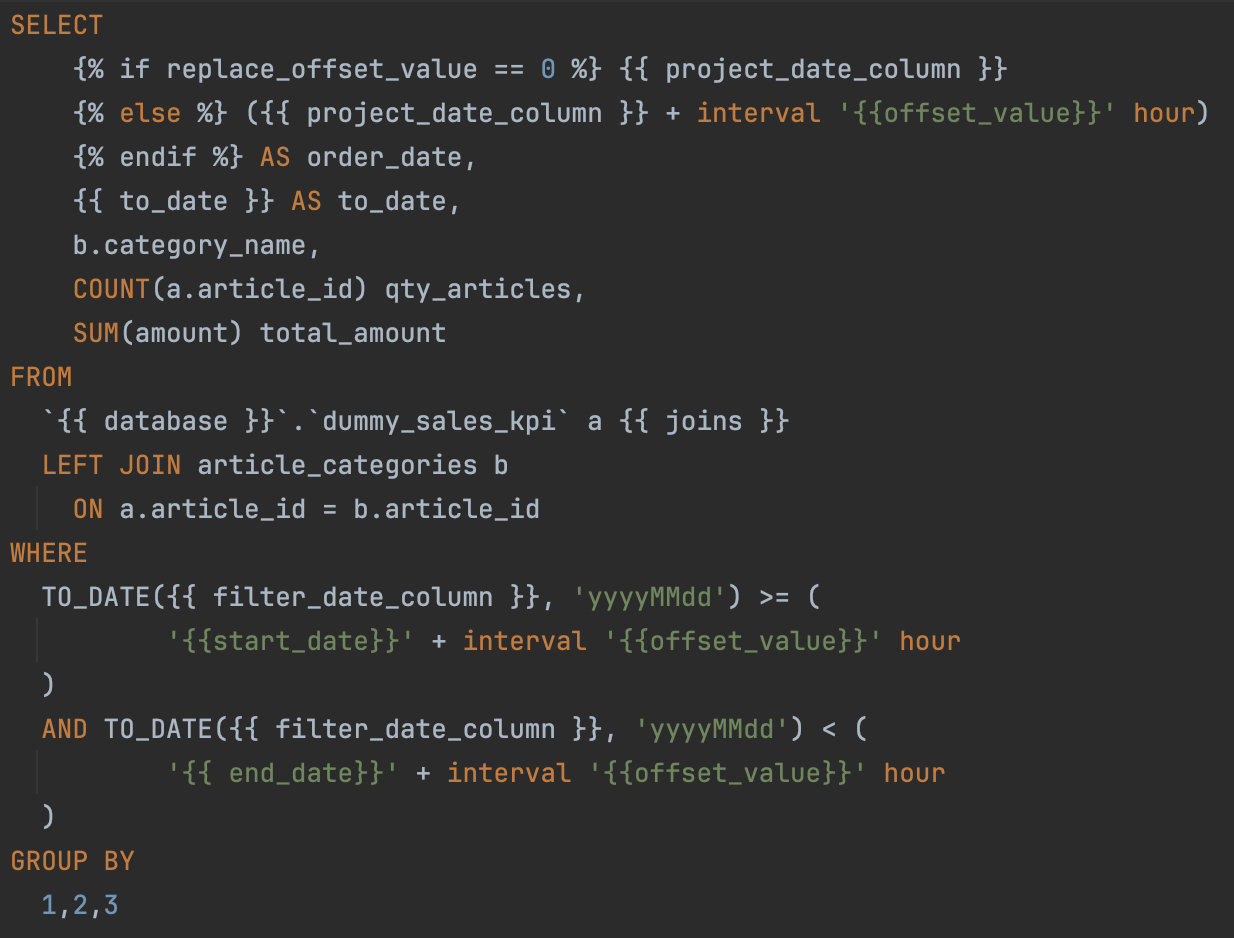 SELECT
{% if replace_offset_value == 0 %} {{ project_date_column }}
{% else %} ({{ project_date_column }} + interval '{{offset_value}}' hour)
{% endif %} AS order_date,
{{ to_date }} AS to_date,
b.category_name,
COUNT(a.article_id) qty_articles,
SUM(amount) total_amount
FROM
`{{ database }}`.`dummy_sales_kpi` a {{ joins }}
LEFT JOIN article_categories b
ON a.article_id = b.article_id
WHERE
TO_DATE({{ filter_date_column }}, 'yyyyMMdd') >= (
'{{start_date}}' + interval '{{offset_value}}' hour
)
AND TO_DATE({{ filter_date_column }}, 'yyyyMMdd') < (
'{{ end_date}}' + interval '{{offset_value}}' hour
)
GROUP BY
1,2,3